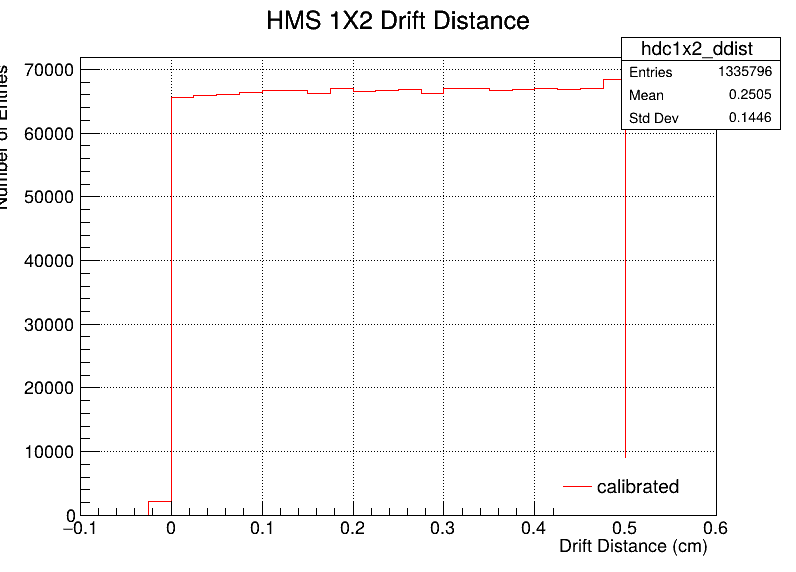 HMS 1X2 Drift Distance
hdc1x2_ddist
Entries 1335796
Mean 0.2505
Std Dev 0.1446
Number of Entries
70000
60000
50000
40000
30000
20000
10000
0
calibrated
−0.1 0 0.1 0.2 0.3 0.4 0.5 0.6
Drift Distance (cm)